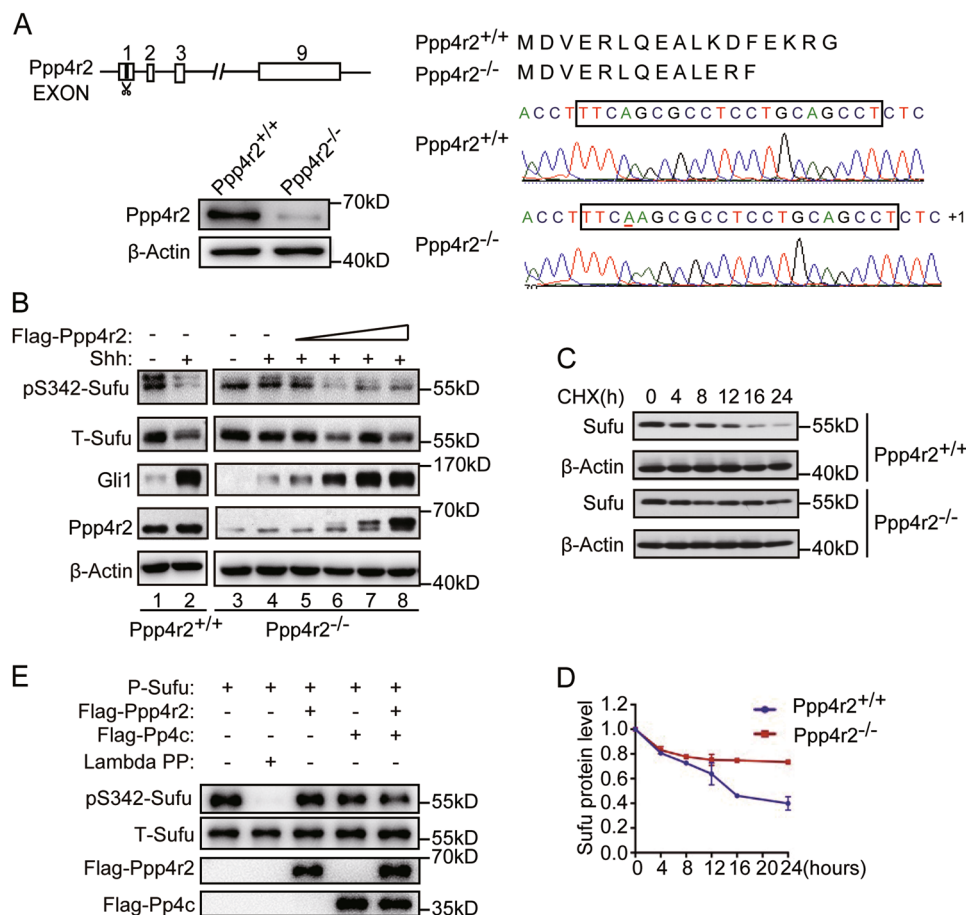 A
Ppp4r2
EXON
1 2 3 // 9
Ppp4r2+/+ Ppp4r2-/-
Ppp4r2 70kD
β-Actin 40kD
Ppp4r2+/+ M D V E R L Q E A L K D F E K R G
Ppp4r2-/- M D V E R L Q E A L E R F
A C C T T T C A G C G C C T C C T G C A G C C T C T C
Ppp4r2+/+
A C C T T T C A A G C G C C T C C T G C A G C C T C T C +1
Ppp4r2-/-
B
Flag-Ppp4r2: - - - -
Shh: - + - + + + + +
pS342-Sufu 55kD
T-Sufu 55kD
Gli1 170kD
Ppp4r2 70kD
β-Actin 40kD
1 2 3 4 5 6 7 8
Ppp4r2+/+ Ppp4r2-/-
C
CHX(h) 0 4 8 12 16 24
Sufu 55kD
β-Actin 40kD
Ppp4r2+/+
Sufu 55kD
β-Actin 40kD
Ppp4r2-/-
E
P-Sufu: + + + + +
Flag-Ppp4r2: - - + - +
Flag-Pp4c: - - - + +
Lambda PP: - + - - -
pS342-Sufu 55kD
T-Sufu 55kD
Flag-Ppp4r2 70kD
Flag-Pp4c 35kD
D
Sufu protein level
1.2
1.0
0.8
0.6
0.4
0.2
0.0
0 4 8 12 16 20 24(hours)
Ppp4r2+/+
Ppp4r2-/-